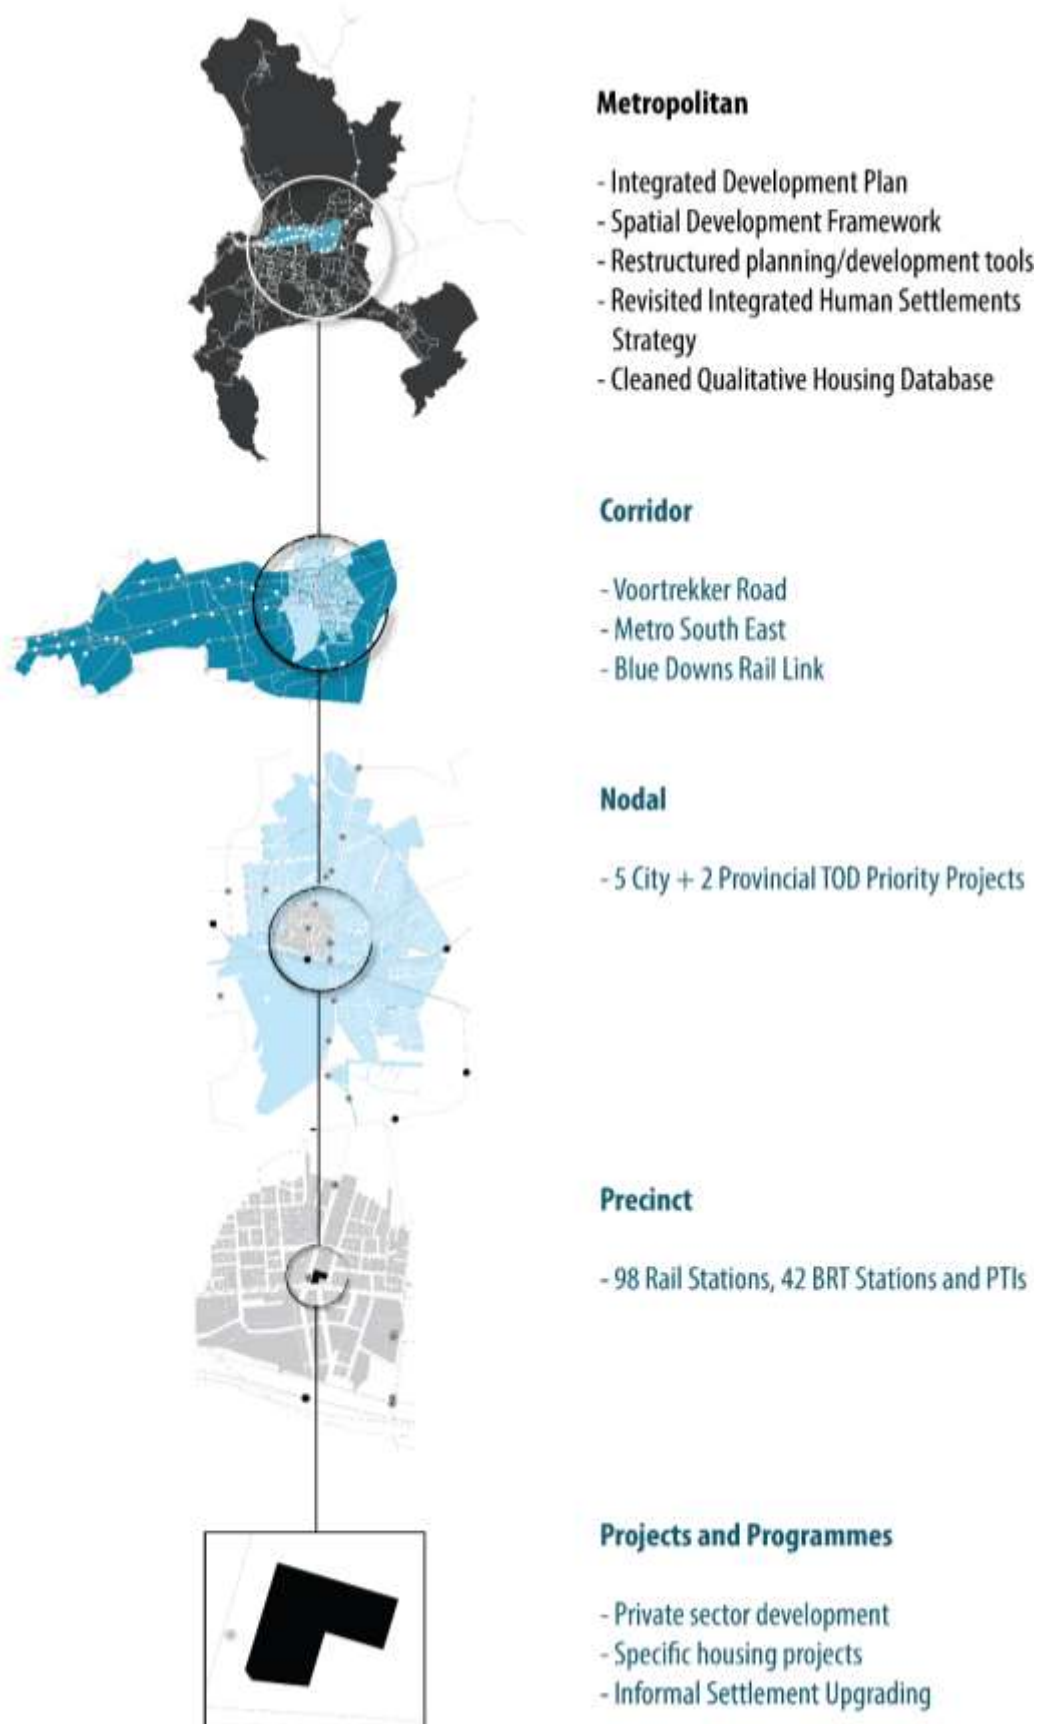 Metropolitan
- Integrated Development Plan
- Spatial Development Framework
- Restructured planning/development tools
- Revisited Integrated Human Settlements
Strategy
- Cleaned Qualitative Housing Database
Corridor
- Voortrekker Road
- Metro South East
- Blue Downs Rail Link
Nodal
- 5 City + 2 Provincial TOD Priority Projects
Precinct
- 98 Rail Stations, 42 BRT Stations and PTIs
Projects and Programmes
- Private sector development
- Specific housing projects
- Informal Settlement Upgrading